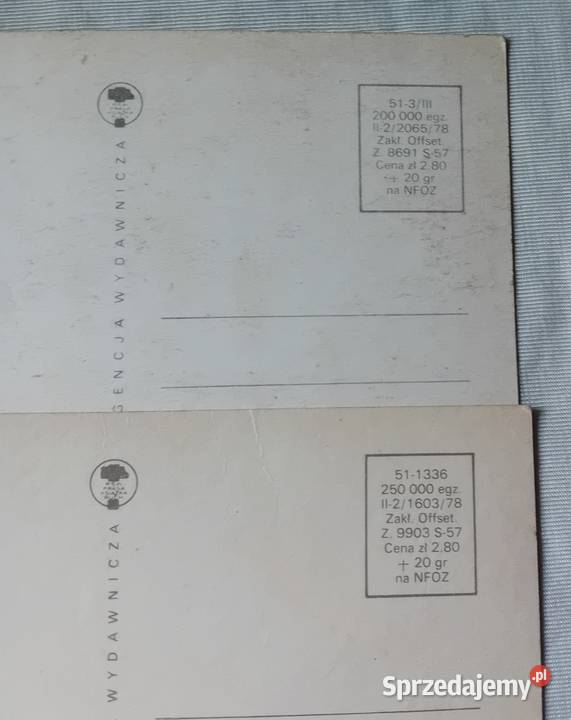 51-3/III
200 000 egz.
II-2/2065/78
Zakł. Offset.
Z. 8691 S-57
Cena zł 2.80
+ 20 gr
na NFOZ
GENCJA WYDAWNICZA
51-1336
250 000 egz.
II-2/1603/78
Zakł. Offset.
Z. 9903 S-57
Cena zł 2.80
+ 20 gr
na NFOZ
WYDAWNICZA
Sprzedajemy.pl